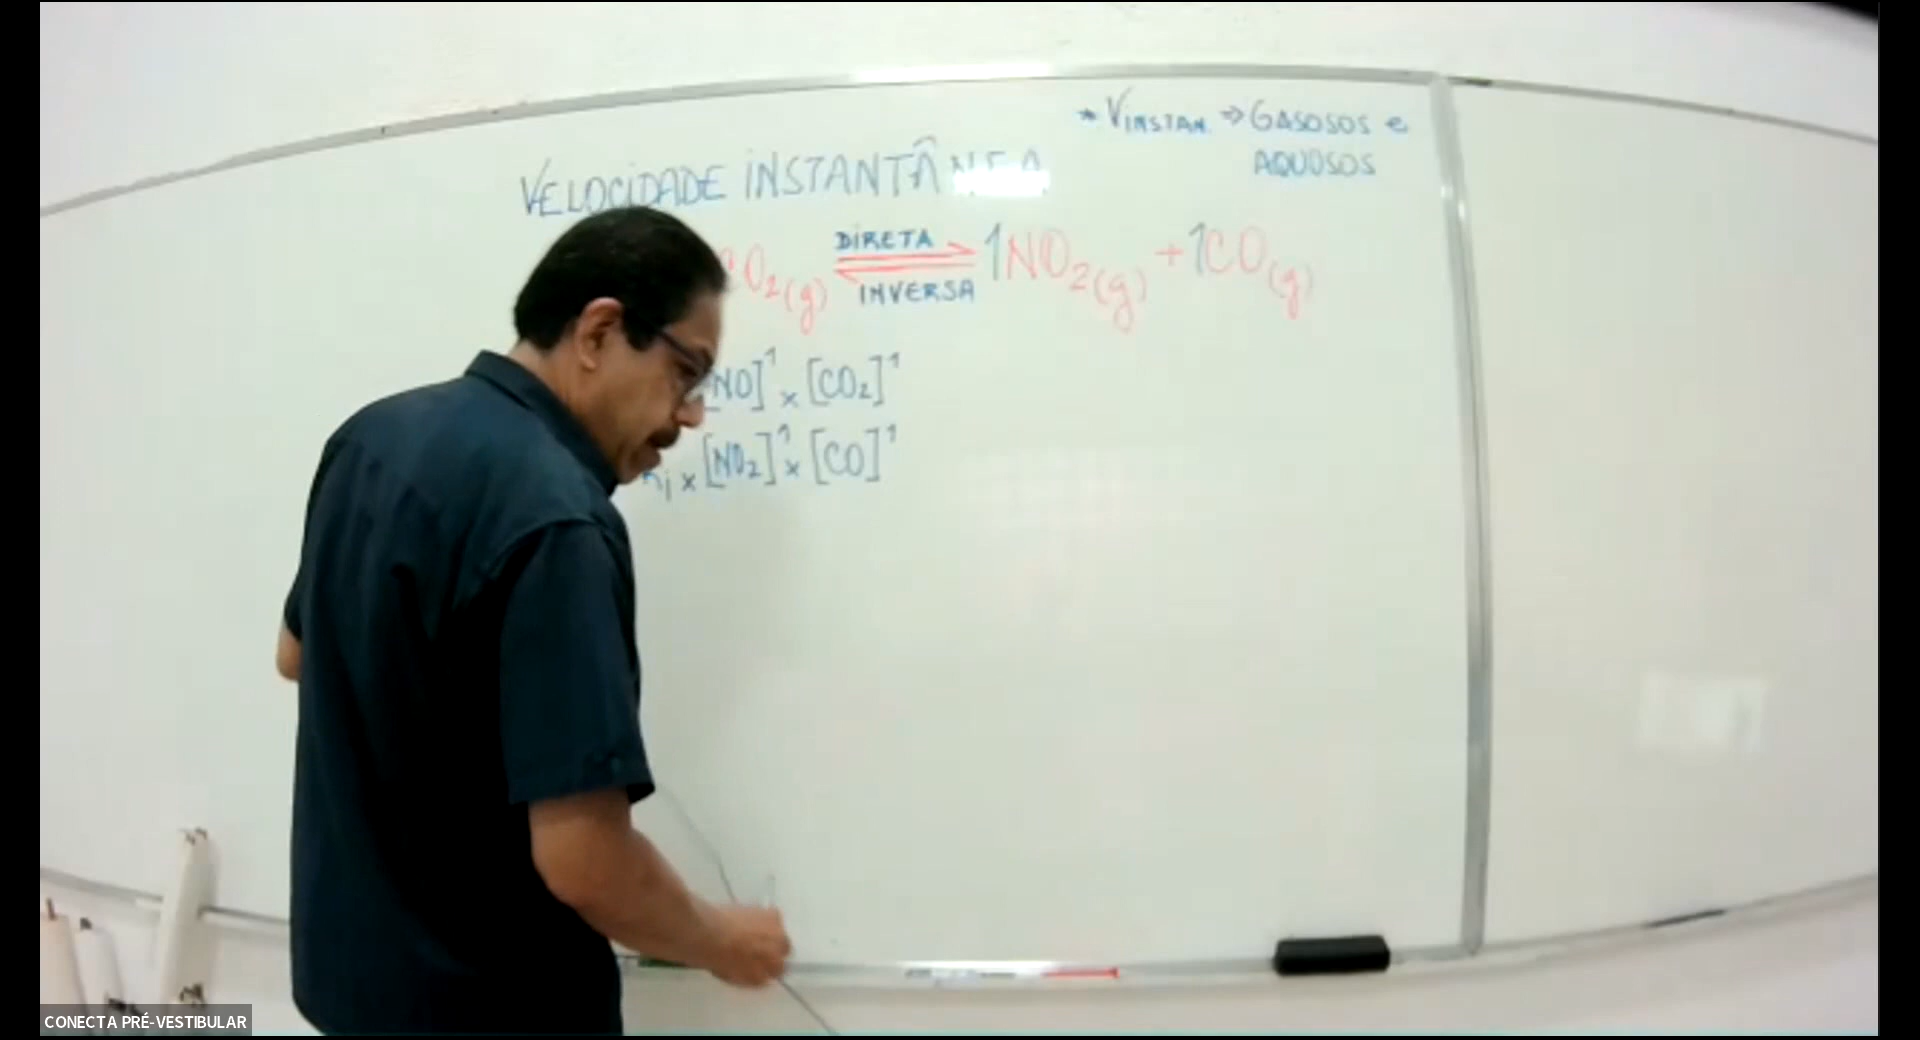 * VINSTAN. ⇒ GASOSOS e
AQUOSOS
VELOCIDADE INSTANTÂNEA
CO₂(g) ⇌ 1NO₂(g) + 1CO(g)
DIRETA
INVERSA
[NO]¹ x [CO₂]¹
i x [NO₂]¹ x [CO]¹
CONECTA PRÉ-VESTIBULAR